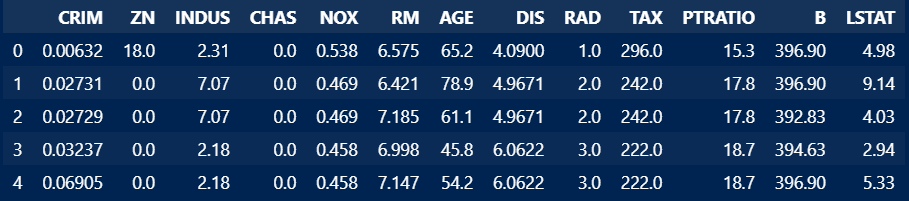 CRIM ZN INDUS CHAS NOX RM AGE DIS RAD TAX PTRATIO B LSTAT
0 0.00632 18.0 2.31 0.0 0.538 6.575 65.2 4.0900 1.0 296.0 15.3 396.90 4.98
1 0.02731 0.0 7.07 0.0 0.469 6.421 78.9 4.9671 2.0 242.0 17.8 396.90 9.14
2 0.02729 0.0 7.07 0.0 0.469 7.185 61.1 4.9671 2.0 242.0 17.8 392.83 4.03
3 0.03237 0.0 2.18 0.0 0.458 6.998 45.8 6.0622 3.0 222.0 18.7 394.63 2.94
4 0.06905 0.0 2.18 0.0 0.458 7.147 54.2 6.0622 3.0 222.0 18.7 396.90 5.33